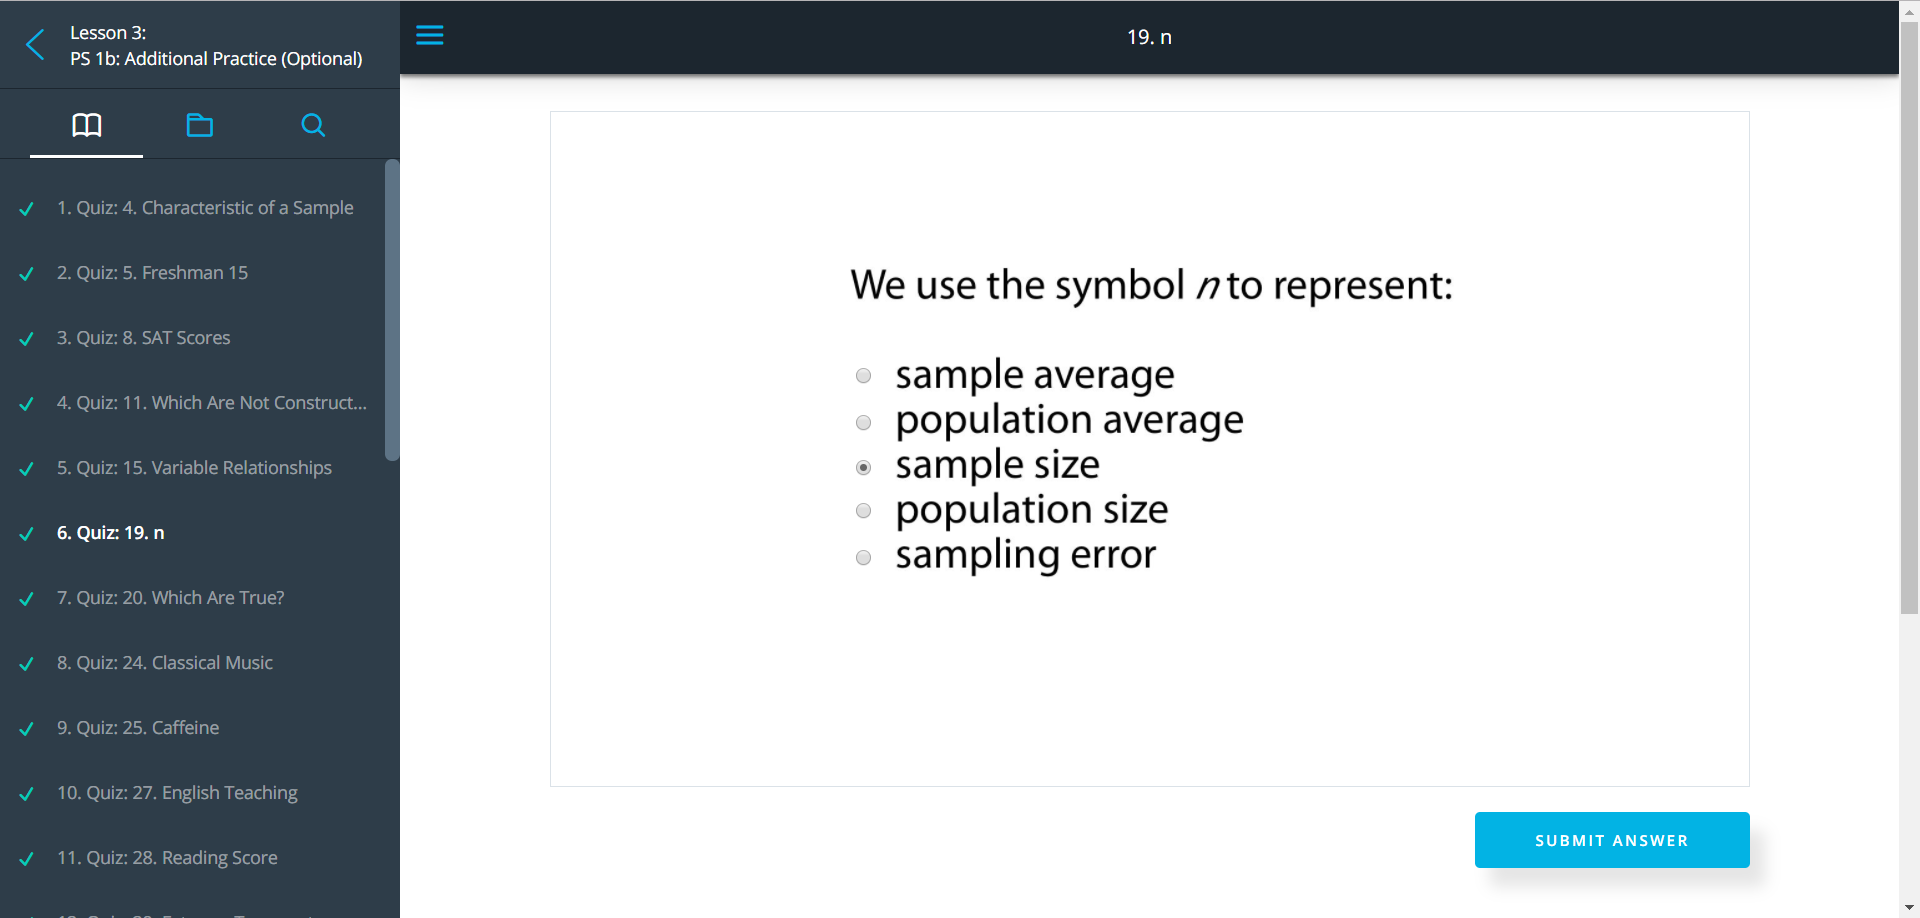 Lesson 3:
PS 1b: Additional Practice (Optional)
19. n
1. Quiz: 4. Characteristic of a Sample
2. Quiz: 5. Freshman 15
3. Quiz: 8. SAT Scores
4. Quiz: 11. Which Are Not Construct...
5. Quiz: 15. Variable Relationships
6. Quiz: 19. n
7. Quiz: 20. Which Are True?
8. Quiz: 24. Classical Music
9. Quiz: 25. Caffeine
10. Quiz: 27. English Teaching
11. Quiz: 28. Reading Score
We use the symbol n to represent:
sample average
population average
sample size
population size
sampling error
SUBMIT ANSWER